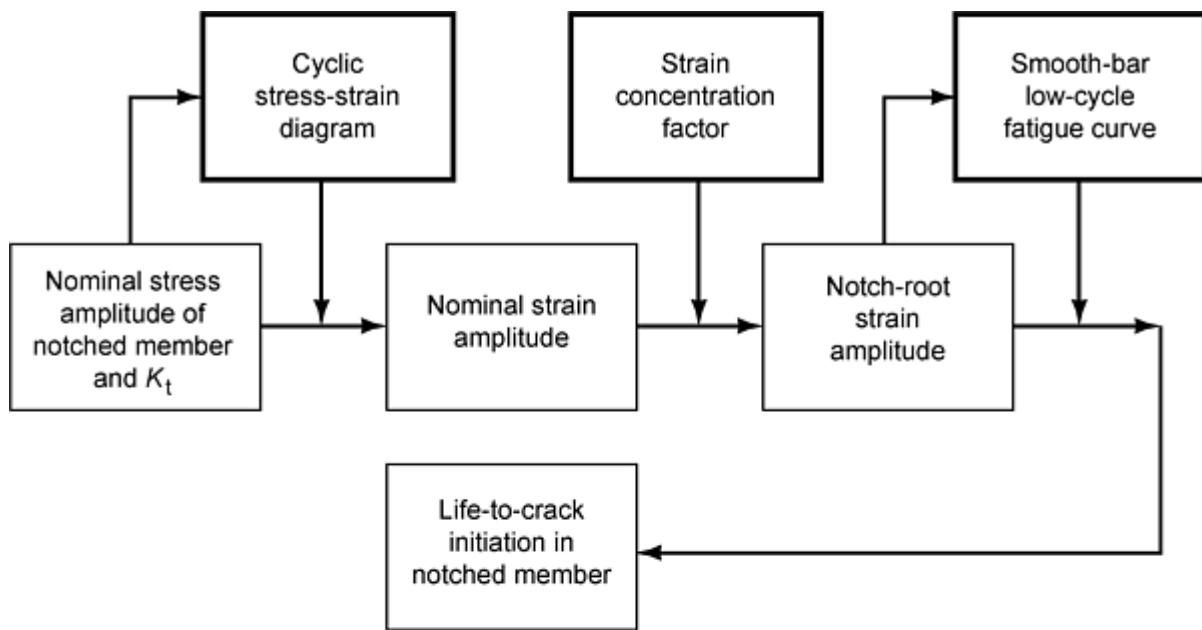 Cyclic
stress-strain
diagram
Strain
concentration
factor
Smooth-bar
low-cycle
fatigue curve
Nominal stress
amplitude of
notched member
and Kt
Nominal strain
amplitude
Notch-root
strain
amplitude
Life-to-crack
initiation in
notched member